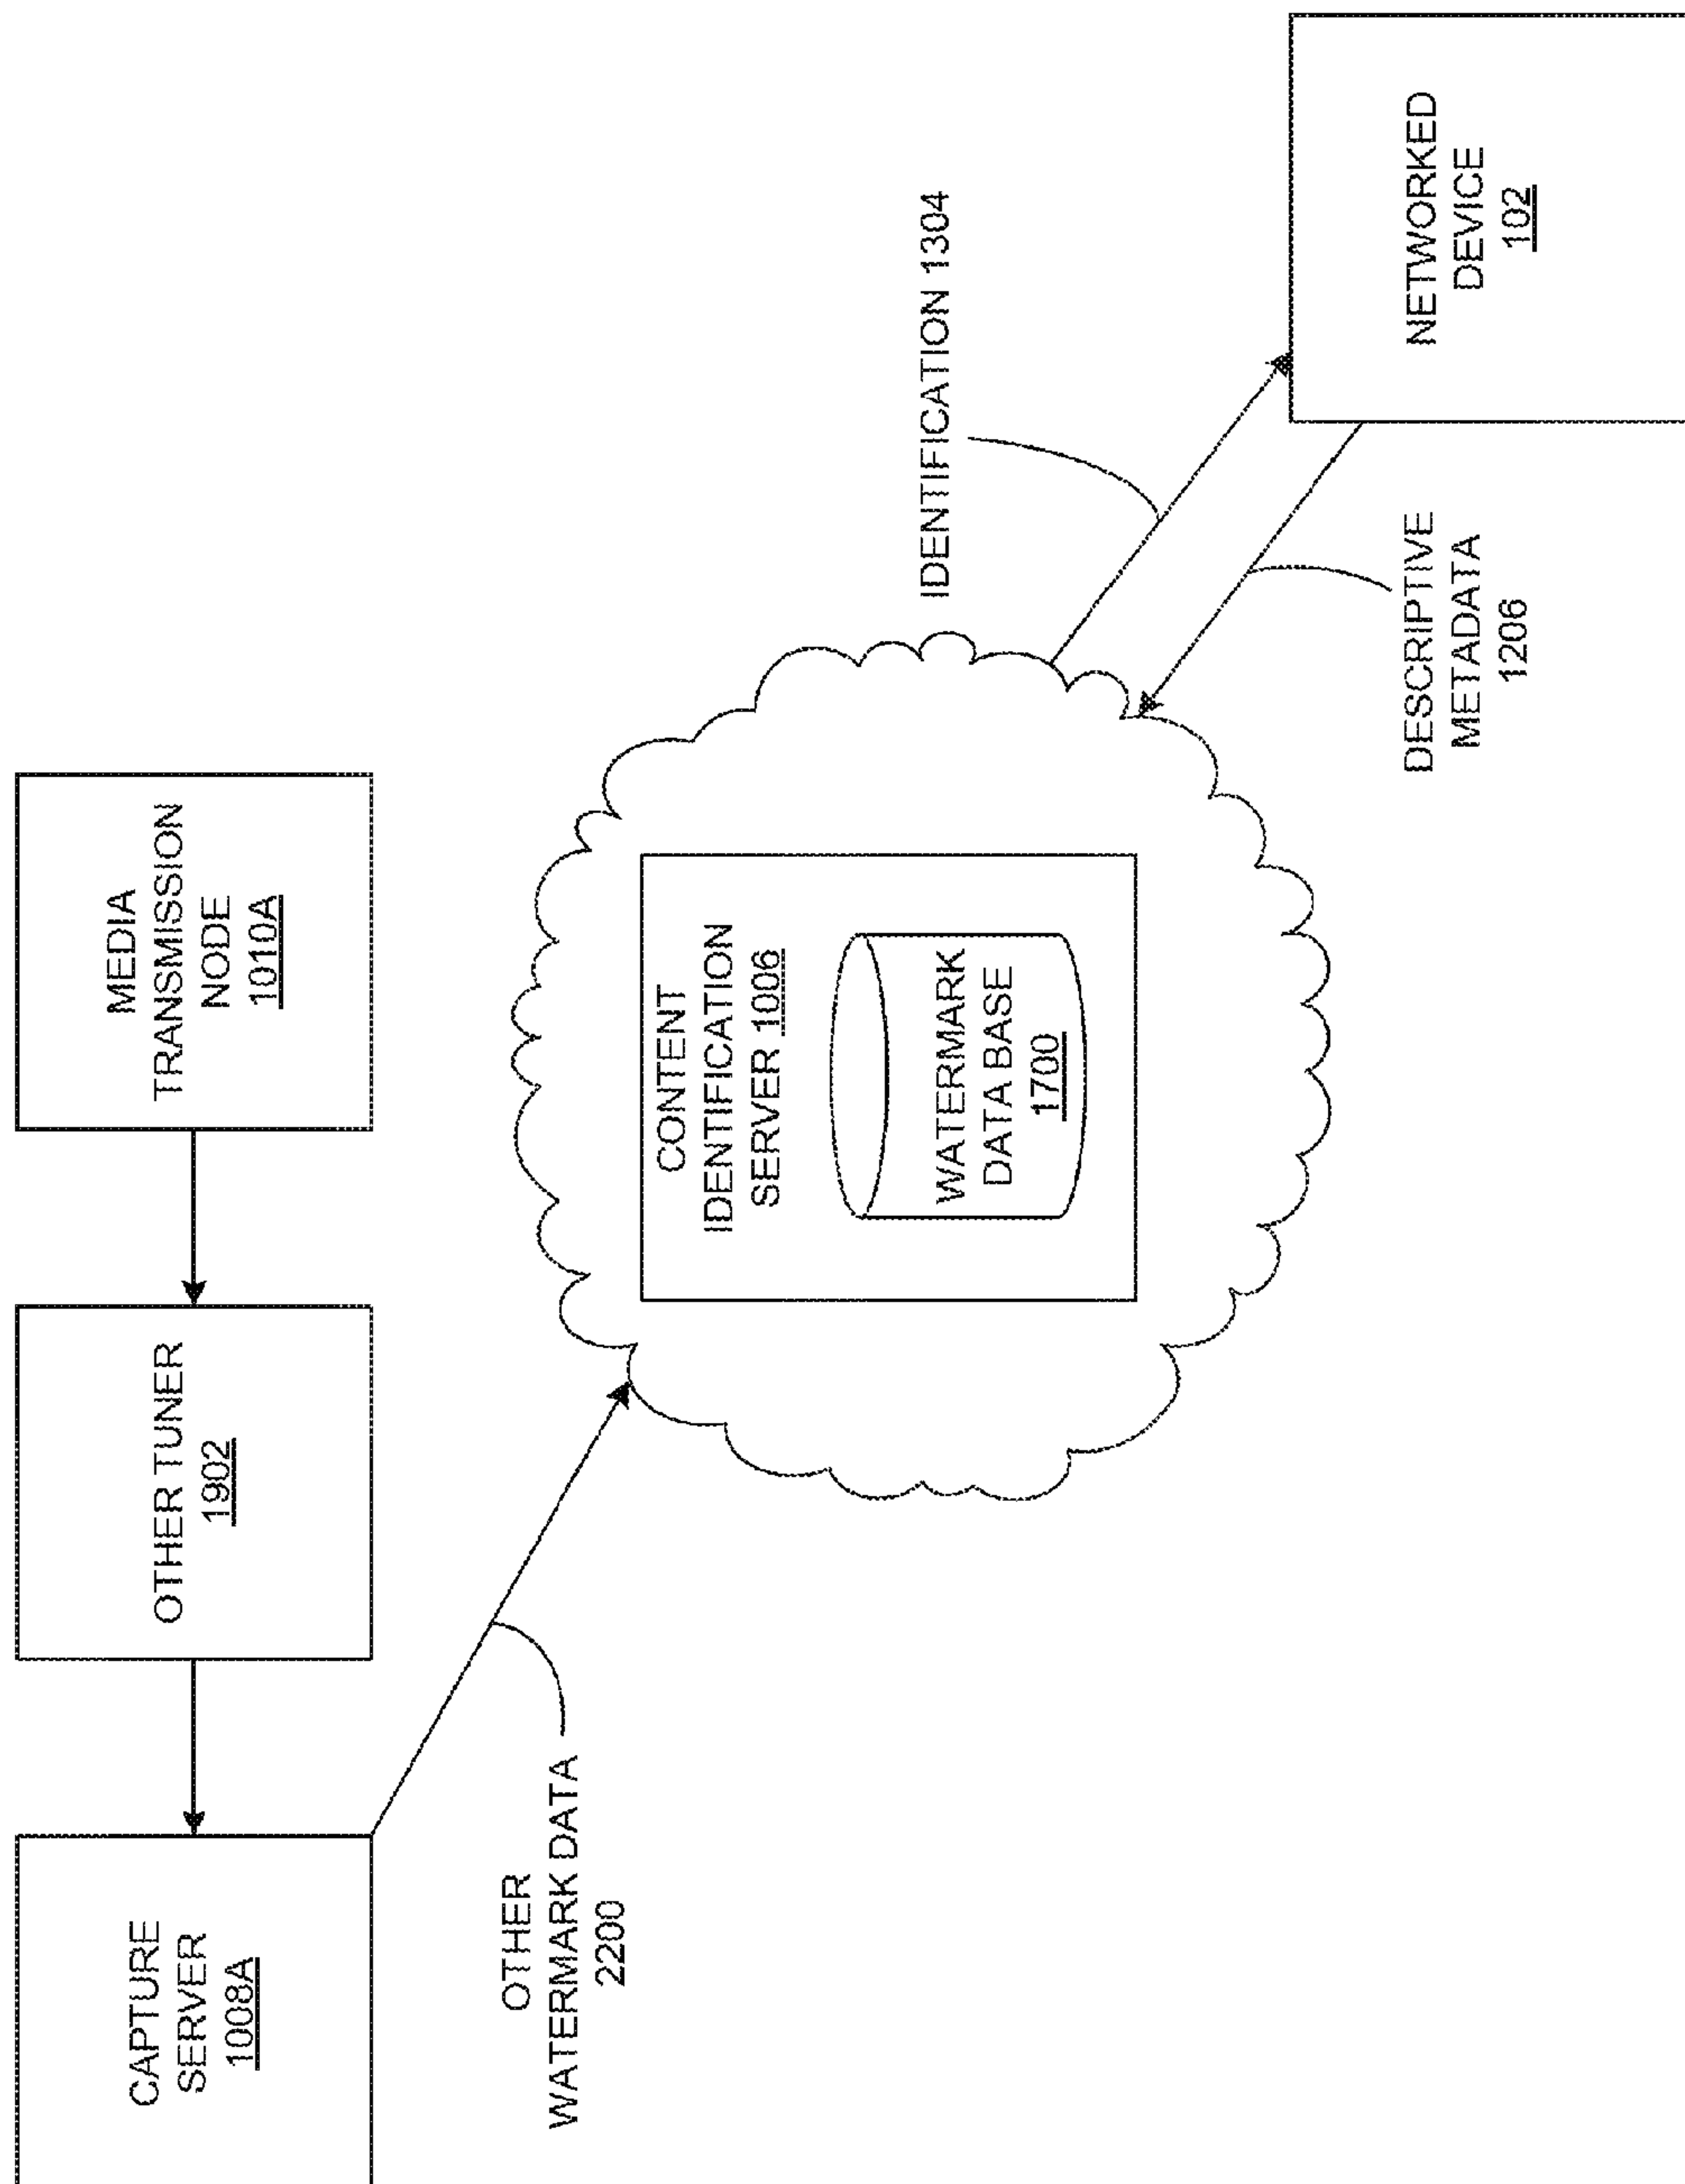 CAPTURE
SERVER
1008A
OTHER TUNER
1902
MEDIA
TRANSMISSION
NODE
1010A
OTHER
WATERMARK DATA
2200
CONTENT
IDENTIFICATION
SERVER 1006
WATERMARK
DATA BASE
1700
IDENTIFICATION 1304
DESCRIPTIVE
METADATA
1206
NETWORKED
DEVICE
102